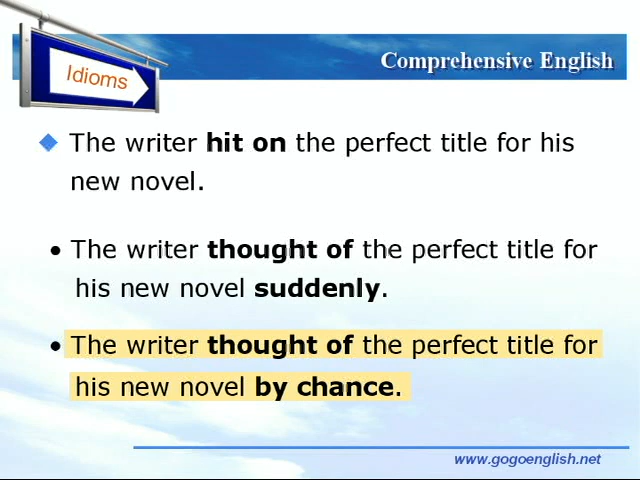 Idioms
Comprehensive English
The writer hit on the perfect title for his
new novel.
• The writer thought of the perfect title for
his new novel suddenly.
• The writer thought of the perfect title for
his new novel by chance.
www.gogoenglish.net